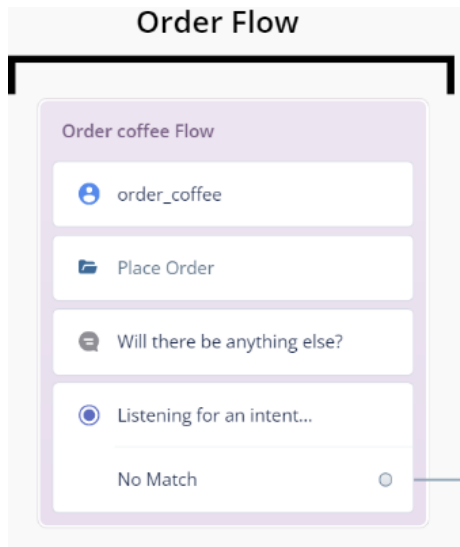 Order Flow
Order coffee Flow
order_coffee
Place Order
Will there be anything else?
Listening for an intent...
No Match